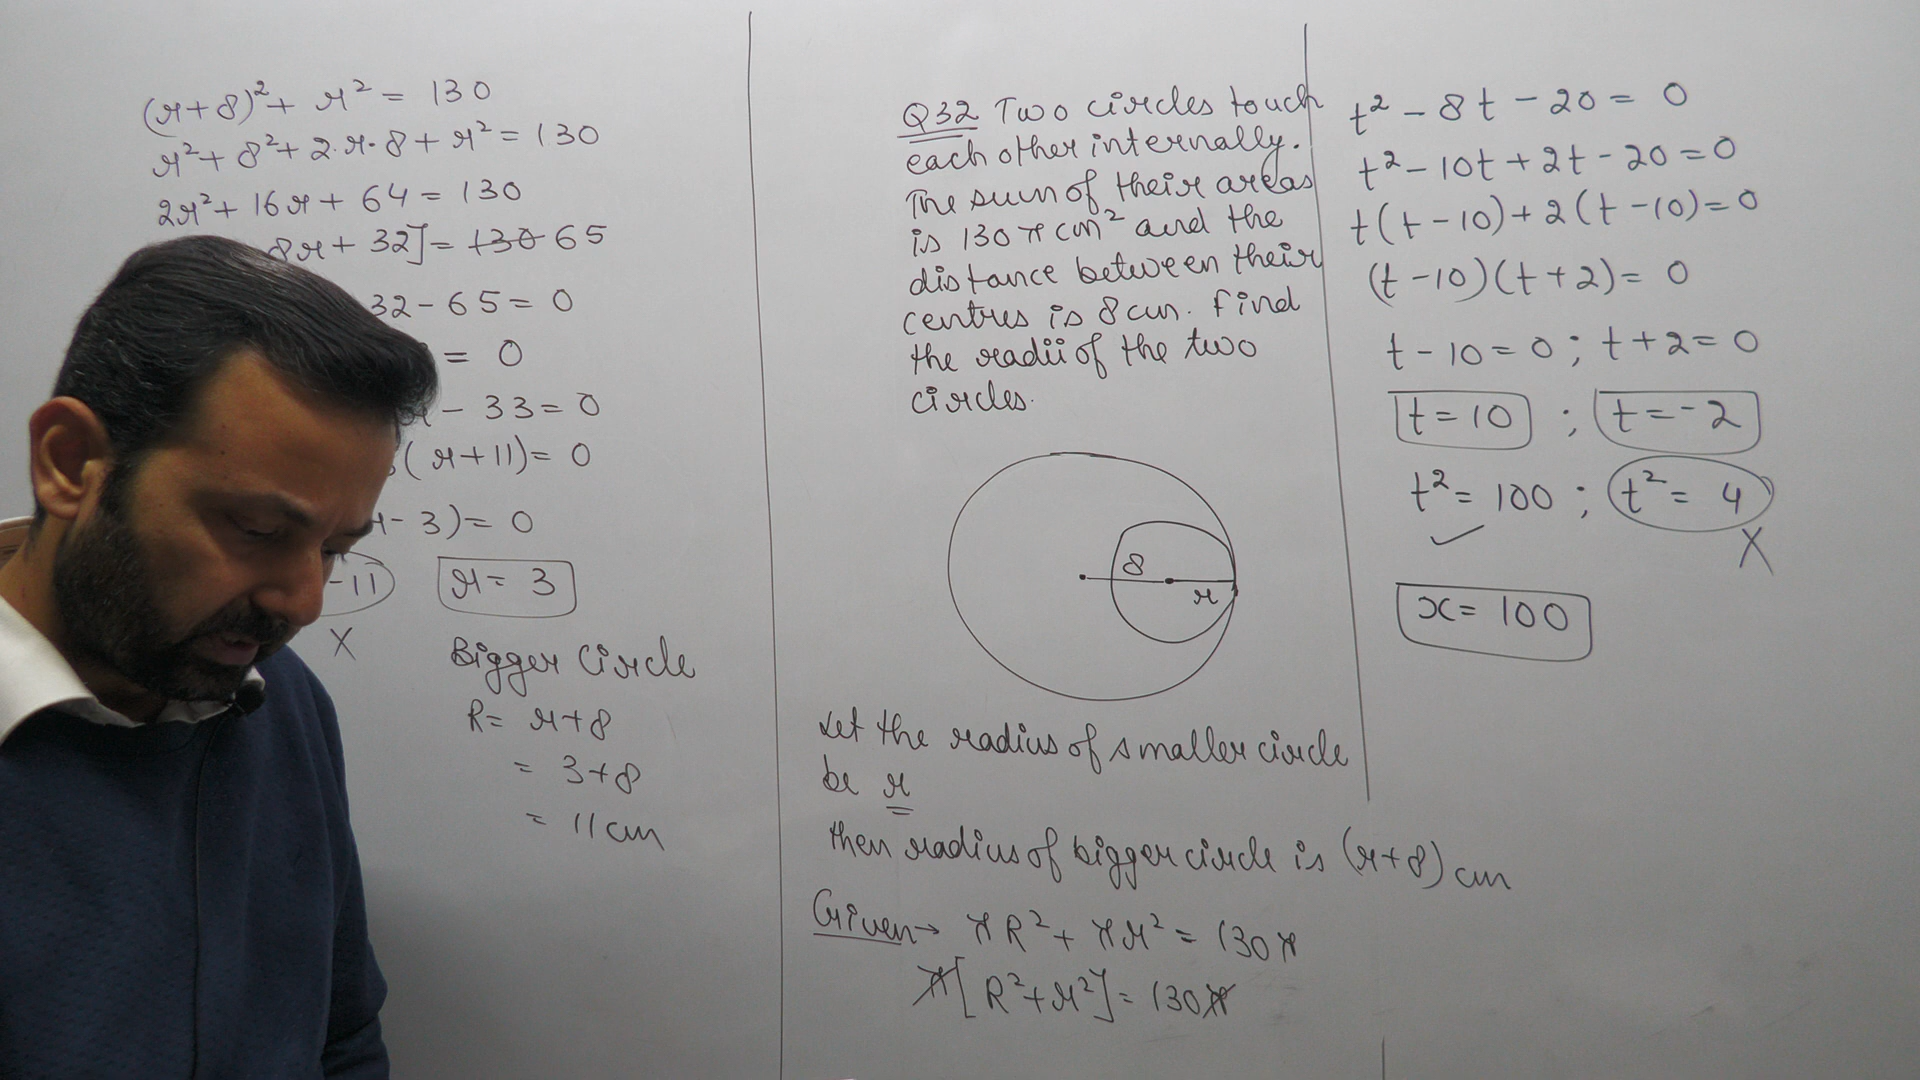 (r+8)²+ r² = 130
r²+ 8²+ 2·r·8 + r² = 130
2r²+ 16r + 64 = 130
8r + 32] = 130 65
32 - 65 = 0
= 0
- 33 = 0
(r+11) = 0
- 3) = 0
-11 r = 3
X
Bigger Circle
R = r+8
= 3+8
= 11cm
Q32 Two circles touch
each other internally.
The sum of their areas
is 130π cm² and the
distance between their
centres is 8cm. Find
the radii of the two
circles.
8
r
Let the radius of smaller circle
be r
then radius of bigger circle is (r+8) cm
Given→ πR²+ πr² = 130π
π[R²+r²] = 130π
t² - 8t - 20 = 0
t² - 10t + 2t - 20 = 0
t(t-10)+2(t-10)=0
(t-10)(t+2)= 0
t-10 = 0 ; t+2 = 0
t = 10 ; t = -2
t² = 100 ; t² = 4
✓ X
x = 100